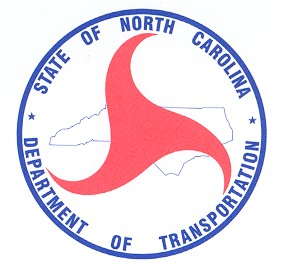 STATE OF NORTH CAROLINA
DEPARTMENT OF TRANSPORTATION